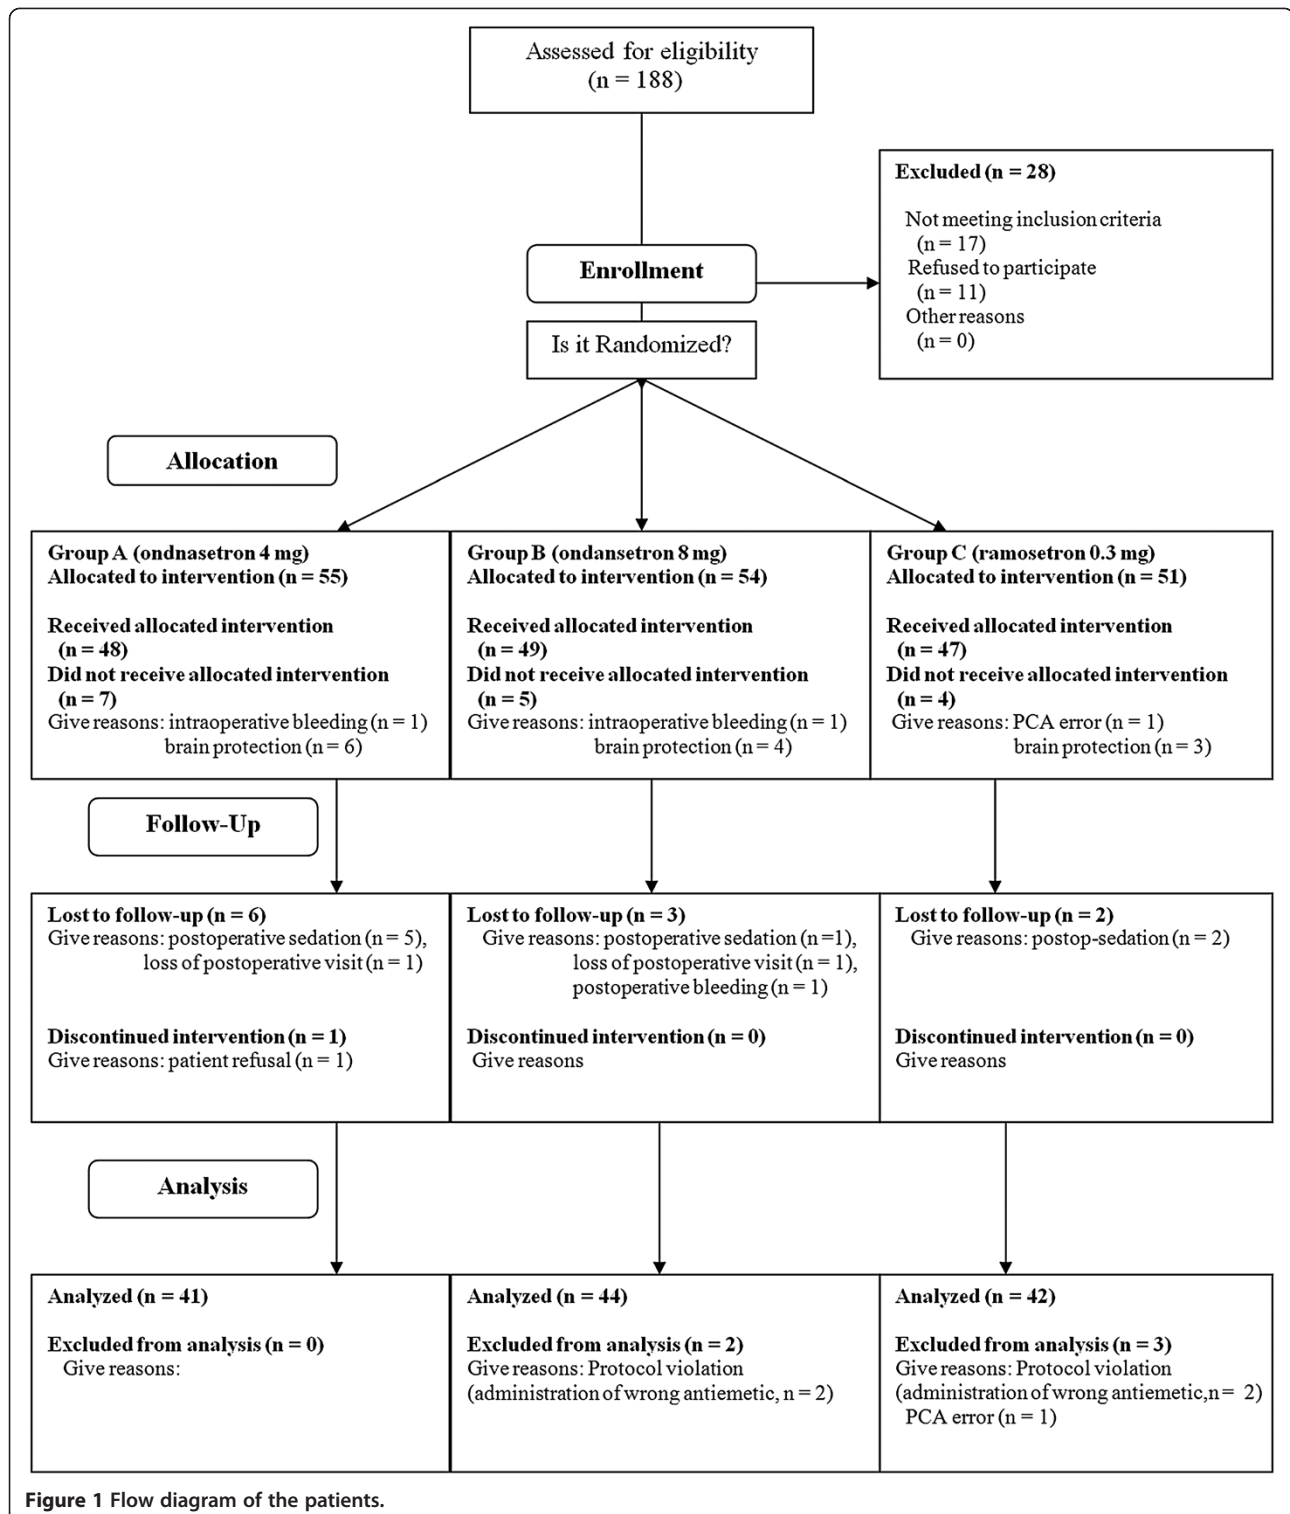 Assessed for eligibility
(n = 188)
Excluded (n = 28)
Not meeting inclusion criteria
(n = 17)
Refused to participate
(n = 11)
Other reasons
(n = 0)
Enrollment
Is it Randomized?
Allocation
Group A (ondnasetron 4 mg)
Allocated to intervention (n = 55)
Received allocated intervention
(n = 48)
Did not receive allocated intervention
(n = 7)
Give reasons: intraoperative bleeding (n = 1)
brain protection (n = 6)
Group B (ondansetron 8 mg)
Allocated to intervention (n = 54)
Received allocated intervention
(n = 49)
Did not receive allocated intervention
(n = 5)
Give reasons: intraoperative bleeding (n = 1)
brain protection (n = 4)
Group C (ramosetron 0.3 mg)
Allocated to intervention (n = 51)
Received allocated intervention
(n = 47)
Did not receive allocated intervention
(n = 4)
Give reasons: PCA error (n = 1)
brain protection (n = 3)
Follow-Up
Lost to follow-up (n = 6)
Give reasons: postoperative sedation (n = 5),
loss of postoperative visit (n = 1)
Discontinued intervention (n = 1)
Give reasons: patient refusal (n = 1)
Lost to follow-up (n = 3)
Give reasons: postoperative sedation (n =1),
loss of postoperative visit (n = 1),
postoperative bleeding (n = 1)
Discontinued intervention (n = 0)
Give reasons
Lost to follow-up (n = 2)
Give reasons: postop-sedation (n = 2)
Discontinued intervention (n = 0)
Give reasons
Analysis
Analyzed (n = 41)
Excluded from analysis (n = 0)
Give reasons:
Analyzed (n = 44)
Excluded from analysis (n = 2)
Give reasons: Protocol violation
(administration of wrong antiemetic, n = 2)
Analyzed (n = 42)
Excluded from analysis (n = 3)
Give reasons: Protocol violation
(administration of wrong antiemetic,n = 2)
PCA error (n = 1)
Figure 1 Flow diagram of the patients.